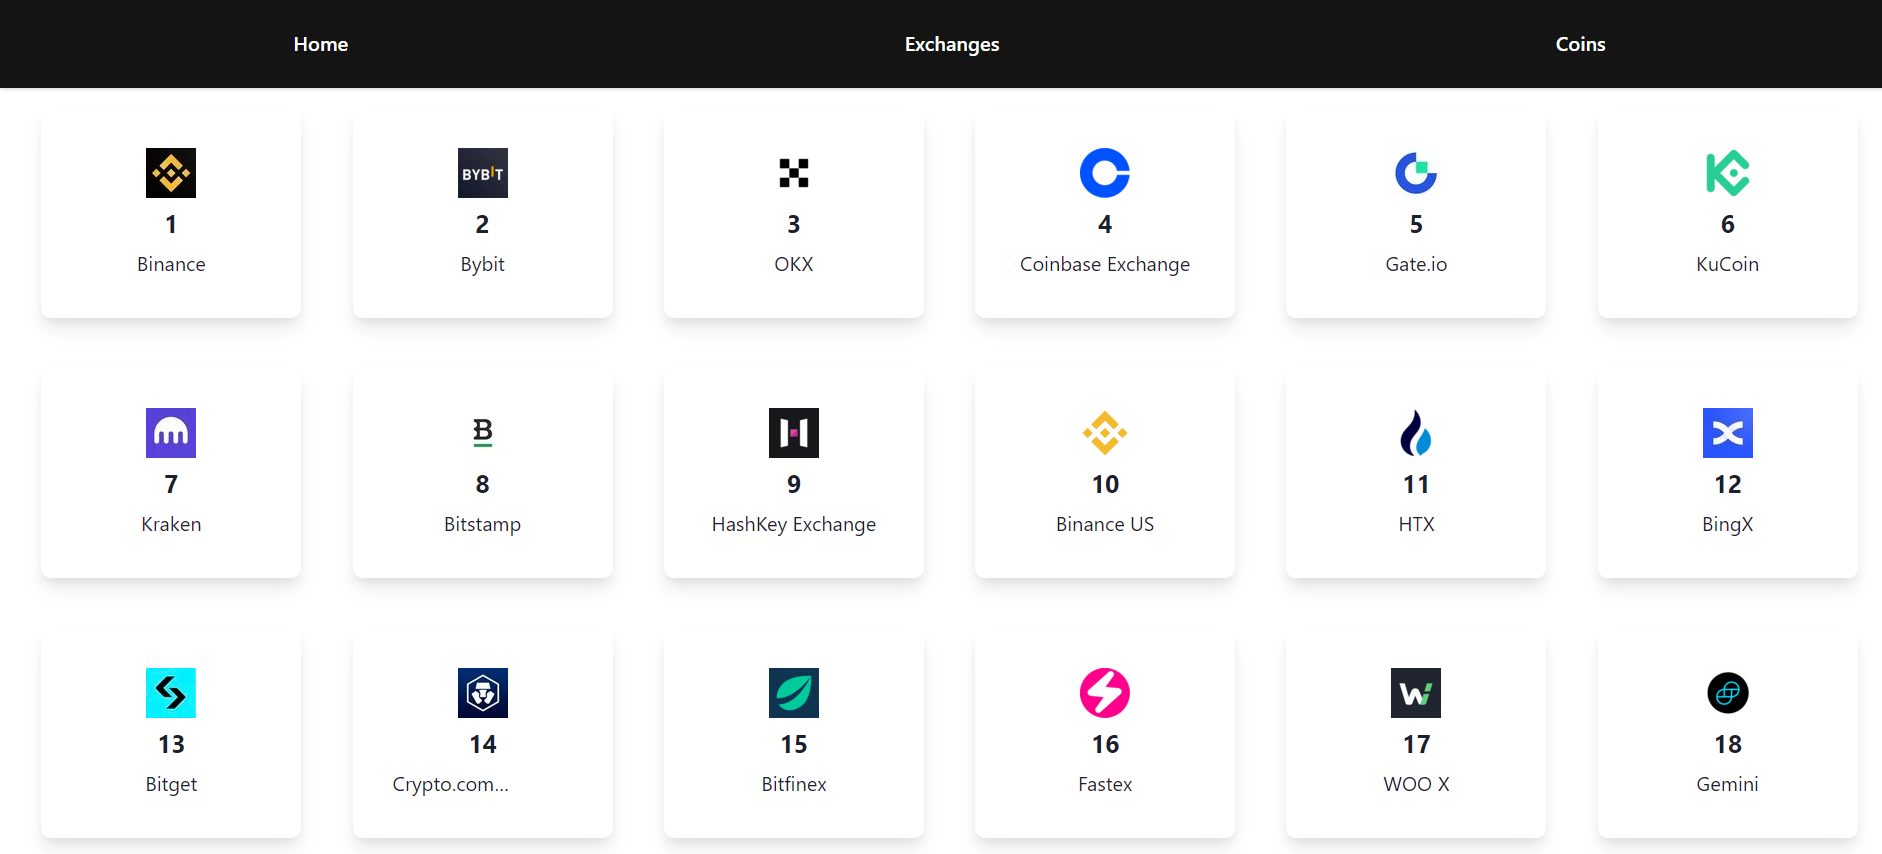 Home Exchanges Coins
BYBIT
1 2 3 4 5 6
Binance Bybit OKX Coinbase Exchange Gate.io KuCoin
7 8 9 10 11 12
Kraken Bitstamp HashKey Exchange Binance US HTX BingX
13 14 15 16 17 18
Bitget Crypto.com... Bitfinex Fastex WOO X Gemini